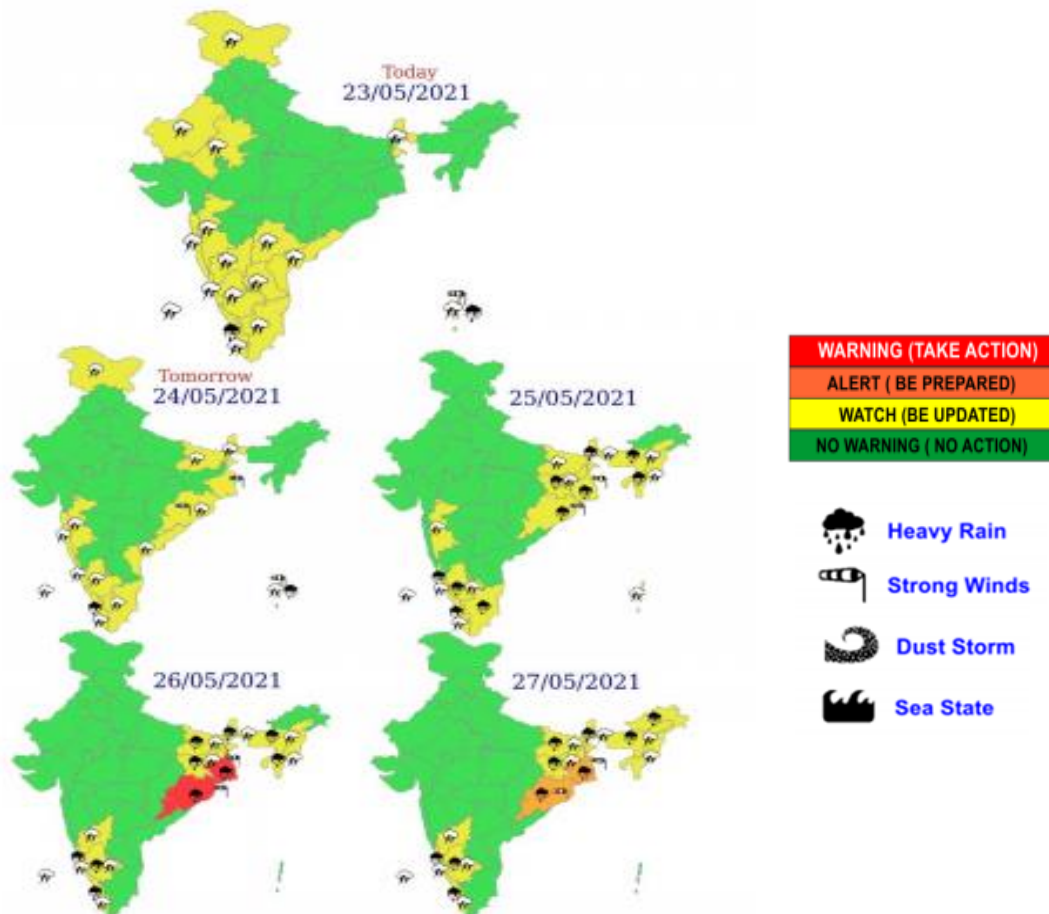 Today
23/05/2021
Tomorrow
24/05/2021
25/05/2021
26/05/2021
27/05/2021
WARNING (TAKE ACTION)
ALERT ( BE PREPARED)
WATCH (BE UPDATED)
NO WARNING ( NO ACTION)
Heavy Rain
Strong Winds
Dust Storm
Sea State